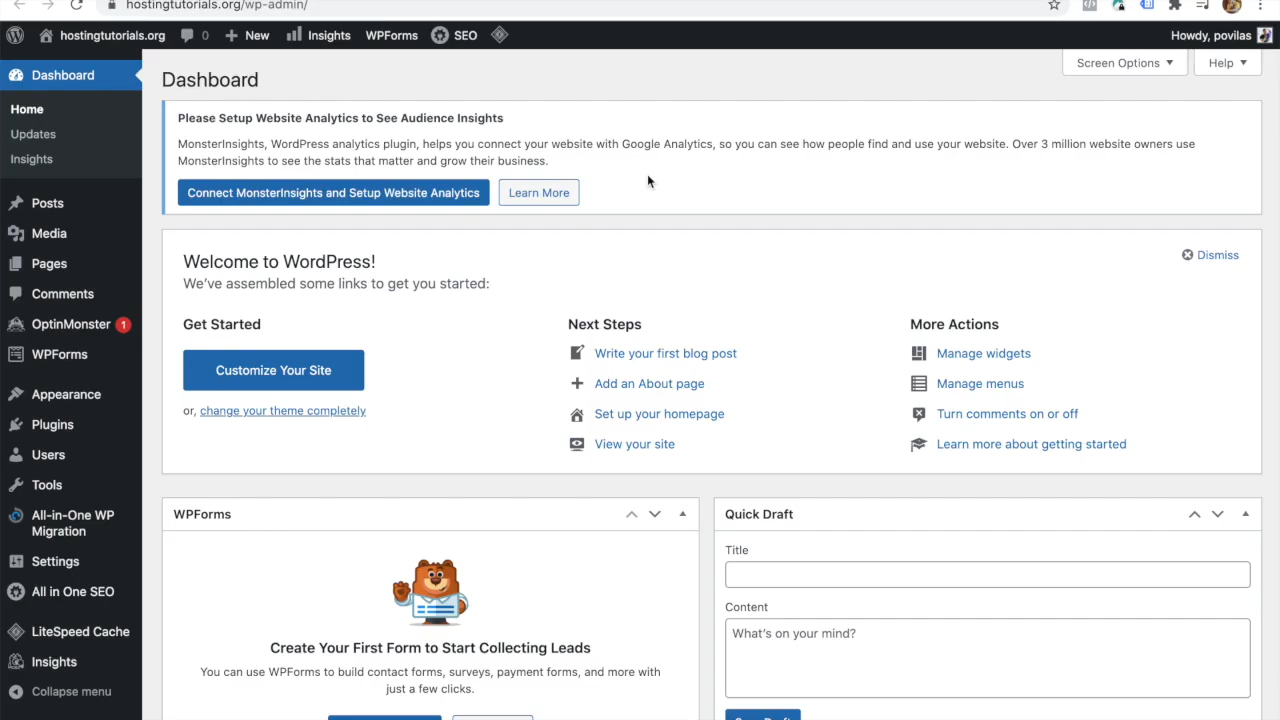 hostingtutorials.org/wp-admin/
hostingtutorials.org 0 New Insights WPForms SEO Howdy, povilas
Dashboard
Home
Updates
Insights
Posts
Media
Pages
Comments
OptinMonster 1
WPForms
Appearance
Plugins
Users
Tools
All-in-One WP
Migration
Settings
All in One SEO
LiteSpeed Cache
Insights
Collapse menu
Screen Options Help
Dashboard
Please Setup Website Analytics to See Audience Insights
MonsterInsights, WordPress analytics plugin, helps you connect your website with Google Analytics, so you can see how people find and use your website. Over 3 million website owners use
MonsterInsights to see the stats that matter and grow their business.
Connect MonsterInsights and Setup Website Analytics Learn More
Welcome to WordPress!
Dismiss
We've assembled some links to get you started:
Get Started
Customize Your Site
or, change your theme completely
Next Steps
Write your first blog post
Add an About page
Set up your homepage
View your site
More Actions
Manage widgets
Manage menus
Turn comments on or off
Learn more about getting started
WPForms
Create Your First Form to Start Collecting Leads
You can use WPForms to build contact forms, surveys, payment forms, and more with
just a few clicks.
Quick Draft
Title
Content
What's on your mind?